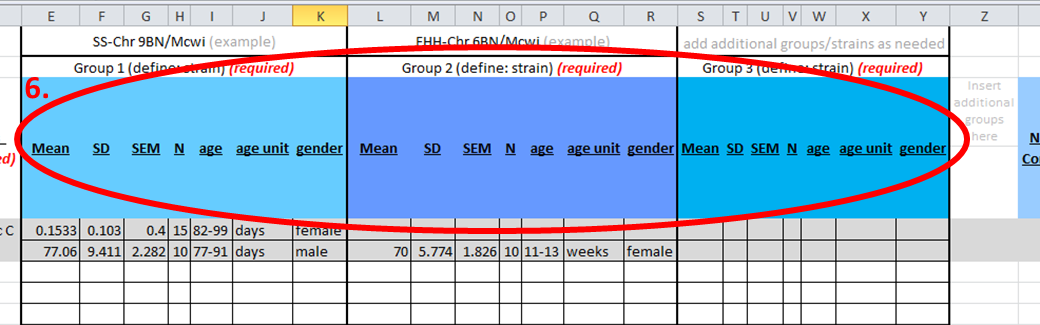 E F G H I J K L M N O P Q R S T U V W X Y Z
SS-Chr 9BN/Mcwi (example) FHH-Chr 6BN/Mcwi (example) add additional groups/strains as needed
Group 1 (define: strain) (required) Group 2 (define: strain) (required) Group 3 (define: strain) (required)
6.
Insert
additional
groups
here
Mean SD SEM N age age unit gender Mean SD SEM N age age unit gender Mean SD SEM N age age unit gender
c C 0.1533 0.103 0.4 15 82-99 days female
77.06 9.411 2.282 10 77-91 days male 70 5.774 1.826 10 11-13 weeks female